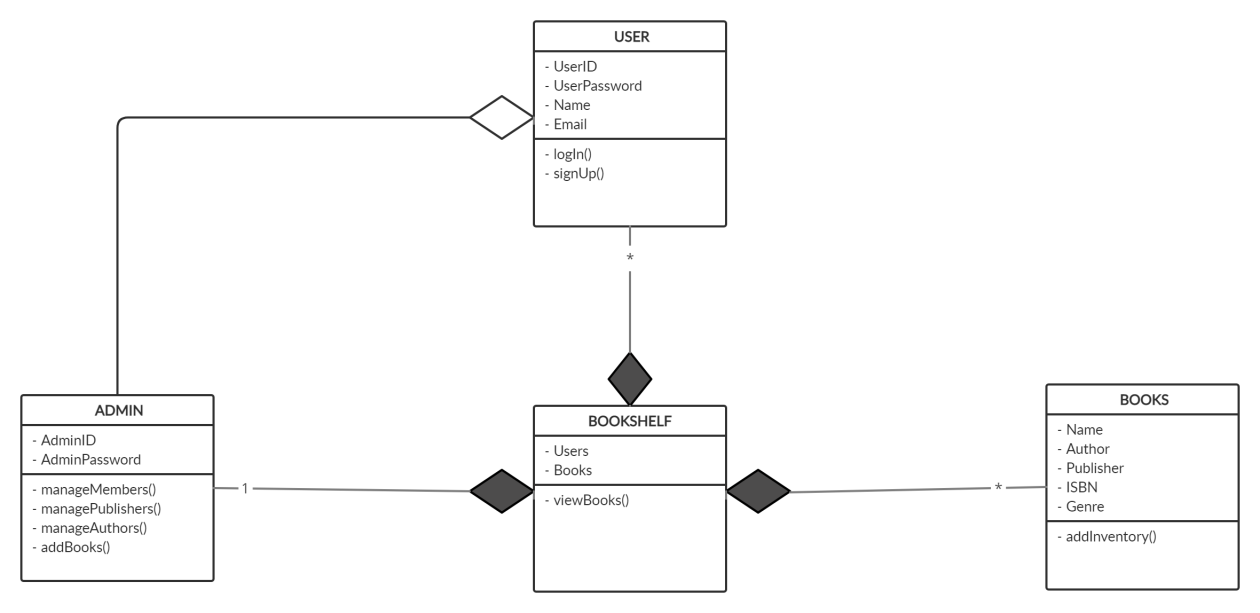 USER
- UserID
- UserPassword
- Name
- Email
- logIn()
- signUp()
*
ADMIN
- AdminID
- AdminPassword
- manageMembers()
- managePublishers()
- manageAuthors()
- addBooks()
1
BOOKSHELF
- Users
- Books
- viewBooks()
*
BOOKS
- Name
- Author
- Publisher
- ISBN
- Genre
- addInventory()